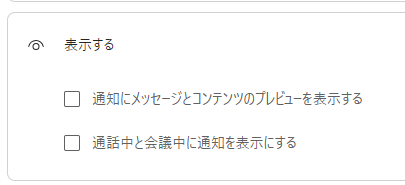 表示する
通知にメッセージとコンテンツのプレビューを表示する
通話中と会議中に通知を表示にする